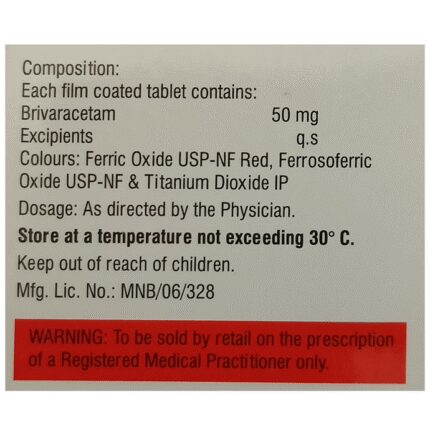 Composition:
Each film coated tablet contains:
Brivaracetam 50 mg
Excipients q.s
Colours: Ferric Oxide USP-NF Red, Ferrosoferric
Oxide USP-NF & Titanium Dioxide IP
Dosage: As directed by the Physician.
Store at a temperature not exceeding 30° C.
Keep out of reach of children.
Mfg. Lic. No.: MNB/06/328
WARNING: To be sold by retail on the prescription
of a Registered Medical Practitioner only.